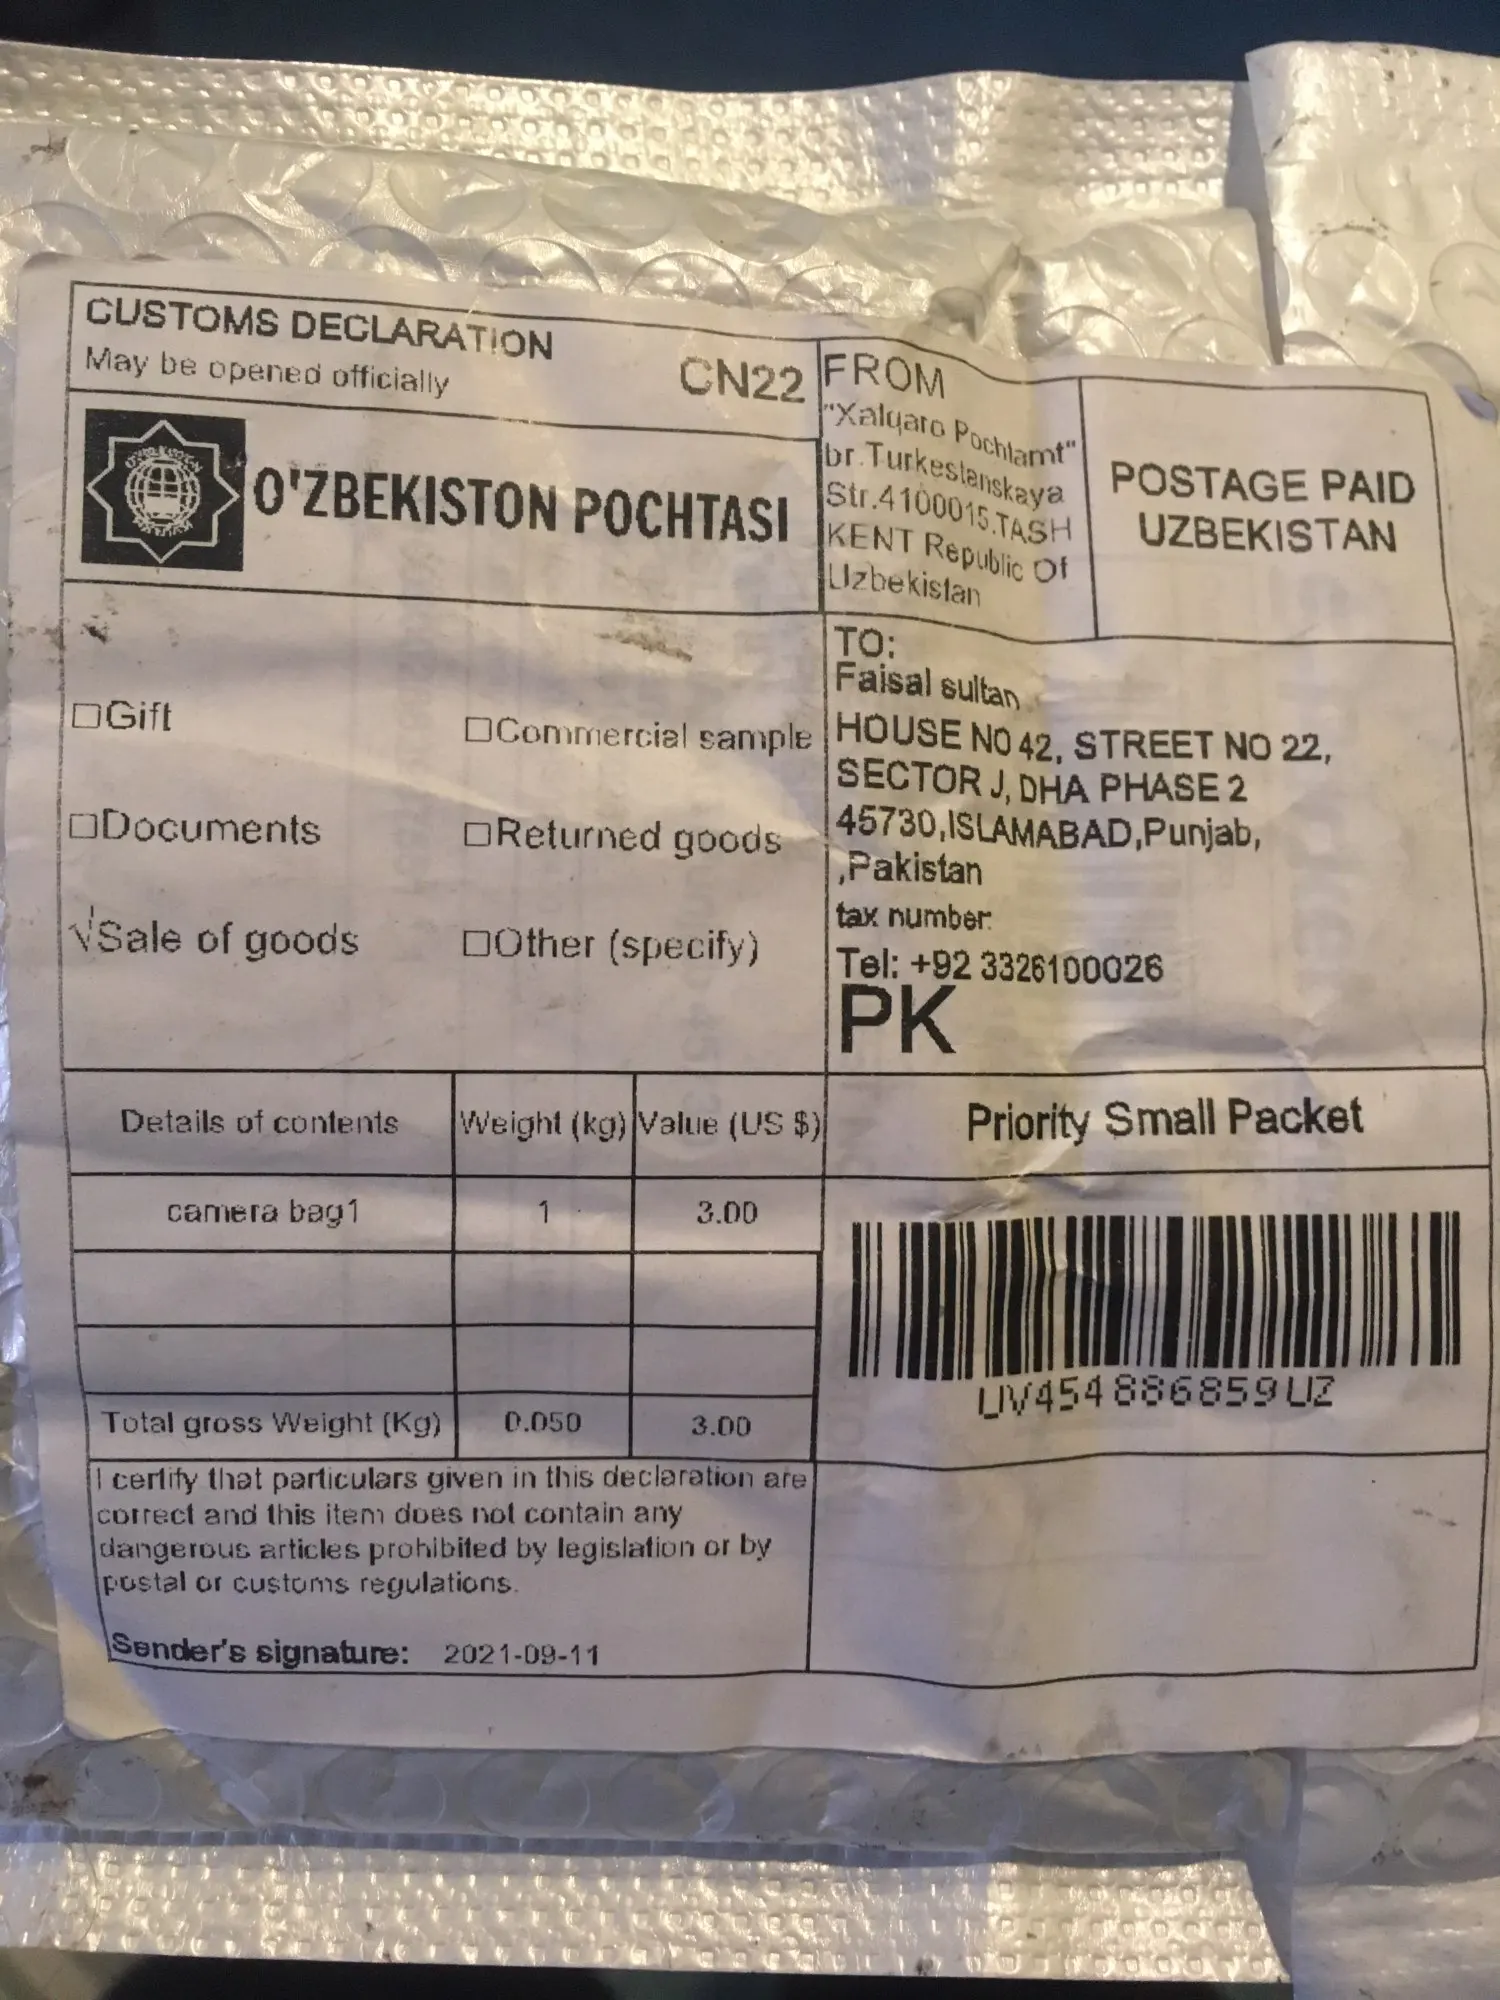 CUSTOMS DECLARATION
May be opened officially
CN22
O'ZBEKISTON POCHTASI
FROM
"Xalqaro Pochtamt"
br.Turkestanskaya
Str.4100015.TASH
KENT Republic Of
Uzbekistan
POSTAGE PAID
UZBEKISTAN
□Gift
□Commercial sample
□Documents
□Returned goods
√Sale of goods
□Other (specify)
TO:
Faisal sultan
HOUSE NO 42, STREET NO 22,
SECTOR J, DHA PHASE 2
45730,ISLAMABAD,Punjab,
,Pakistan
tax number:
Tel: +92 3326100026
PK
Details of contents Weight (kg) Value (US $)
camera bag1 1 3.00
Total gross Weight (Kg) 0.050 3.00
Priority Small Packet
UV454886859UZ
I certify that particulars given in this declaration are
correct and this item does not contain any
dangerous articles prohibited by legislation or by
postal or customs regulations.
Sender's signature: 2021-09-11